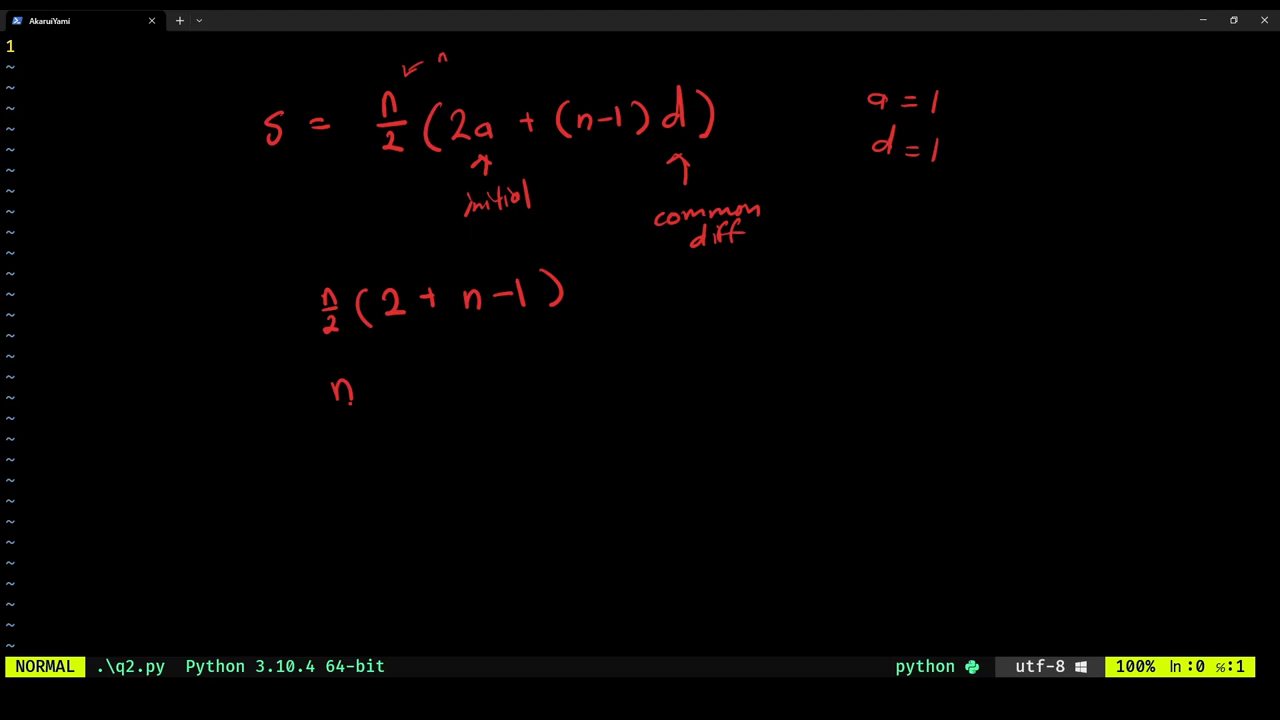 AkaruiYami
1
n
S = n/2 (2a + (n-1) d)
a = 1
d = 1
initial
common
diff
n/2 (2 + n-1)
n
NORMAL .\q2.py Python 3.10.4 64-bit python utf-8 100% ln:0 %:1